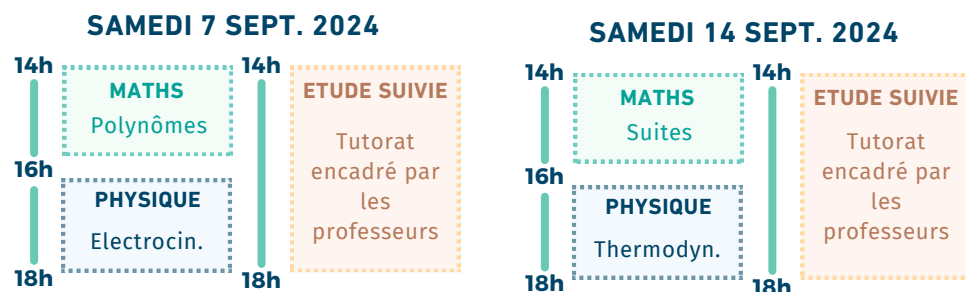 SAMEDI 7 SEPT. 2024
14h
MATHS
Polynômes
16h
PHYSIQUE
Electrocin.
18h
14h
ETUDE SUIVIE
Tutorat
encadré par
les
professeurs
18h
SAMEDI 14 SEPT. 2024
14h
MATHS
Suites
16h
PHYSIQUE
Thermodyn.
18h
14h
ETUDE SUIVIE
Tutorat
encadré par
les
professeurs
18h